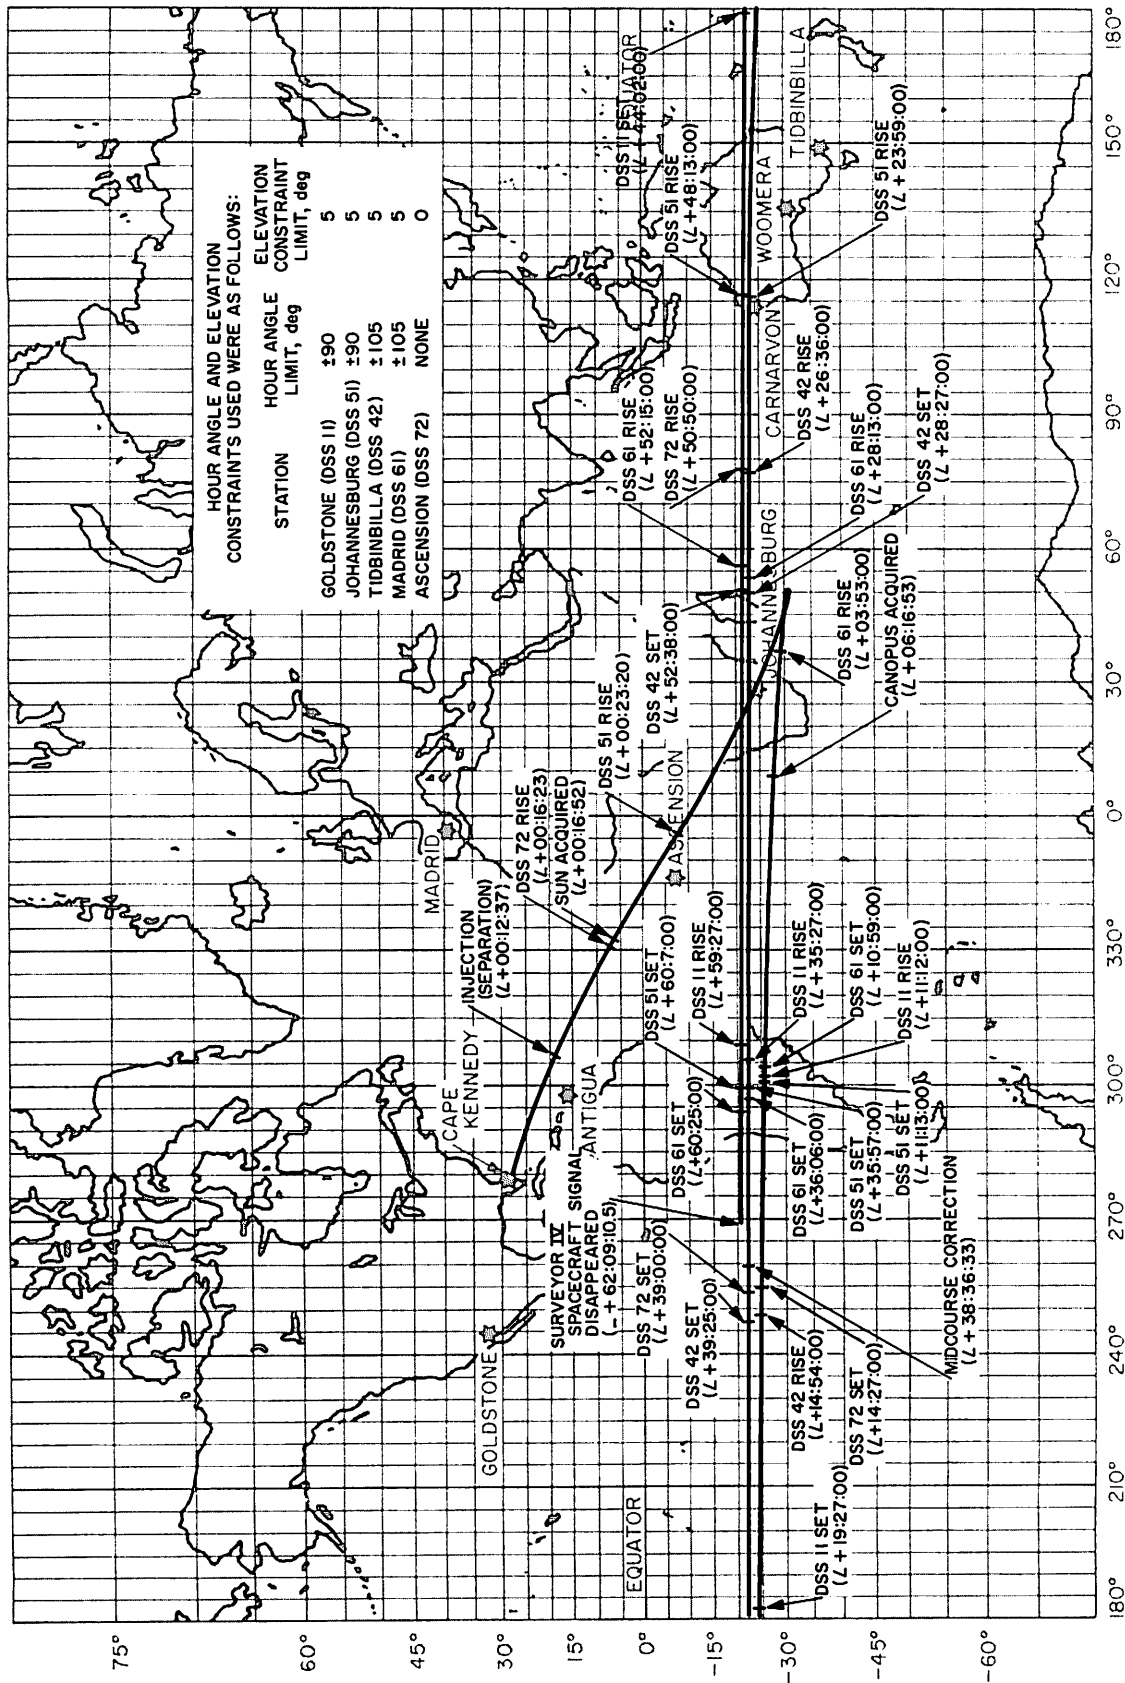 HOUR ANGLE AND ELEVATION
CONSTRAINTS USED WERE AS FOLLOWS:
STATION HOUR ANGLE LIMIT, deg ELEVATION CONSTRAINT LIMIT, deg
GOLDSTONE (DSS 11) ±90 5
JOHANNESBURG (DSS 51) ±90 5
TIDBINBILLA (DSS 42) ±105 5
MADRID (DSS 61) ±105 5
ASCENSION (DSS 72) NONE 0
GOLDSTONE
CAPE
KENNEDY
MADRID
ANTIGUA
ASCENSION
JOHANNESBURG
CARNARVON
WOOMERA
TIDBINBILLA
EQUATOR
EQUATOR
INJECTION
(SEPARATION)
(L+00:12:37)
DSS 72 RISE
(L+00:16:23)
SUN ACQUIRED
(L+00:16:52)
DSS 51 RISE
(L+00:23:20)
SURVEYOR IV
SPACECRAFT SIGNAL
DISAPPEARED
(_+ 62:09:10.5)
DSS 72 SET
(L+39:00:00)
DSS 42 SET
(L+39:25:00)
DSS 61 SET
(L+60:25:00)
DSS 51 SET
(L+60:7:00)
DSS 11 RISE
(L+59:27:00)
DSS 42 SET
(L+52:38:00)
DSS 61 RISE
(L+52:15:00)
DSS 72 RISE
(L+50:50:00)
DSS 51 RISE
(L+48:13:00)
DSS 11 SET
(L+44:02:00)
DSS 11 SET
(L+19:27:00)
DSS 42 RISE
(L+14:54:00)
DSS 72 SET
(L+14:27:00)
MIDCOURSE CORRECTION
(L+38:36:33)
DSS 61 SET
(L+36:06:00)
DSS 51 SET
(L+35:57:00)
DSS 51 SET
(L+11:13:00)
DSS 11 RISE
(L+35:27:00)
DSS 61 SET
(L+10:59:00)
DSS 11 RISE
(L+11:12:00)
DSS 61 RISE
(L+03:53:00)
CANOPUS ACQUIRED
(L+06:16:53)
DSS 42 RISE
(L+26:36:00)
DSS 61 RISE
(L+28:13:00)
DSS 42 SET
(L+28:27:00)
DSS 51 RISE
(L+23:59:00)
75°
60°
45°
30°
15°
0°
-15°
-30°
-45°
-60°
180° 210° 240° 270° 300° 330° 0° 30° 60° 90° 120° 150° 180°